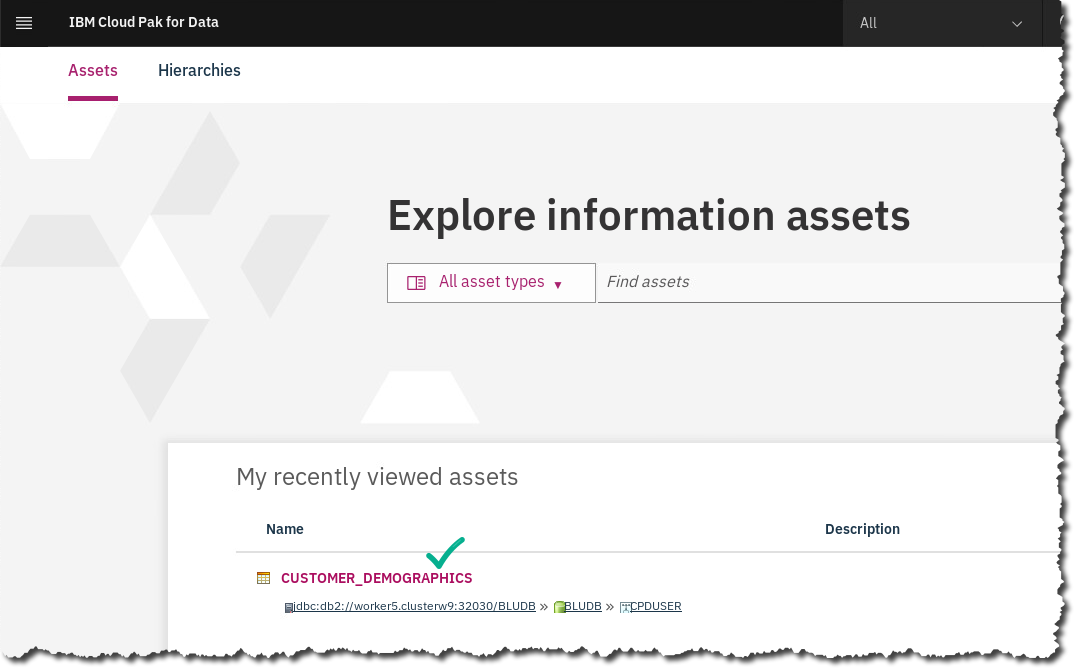 IBM Cloud Pak for Data All
Assets Hierarchies
Explore information assets
All asset types Find assets
My recently viewed assets
Name Description
CUSTOMER_DEMOGRAPHICS
jdbc:db2://worker5.clusterw9:32030/BLUDB » BLUDB » CPDUSER